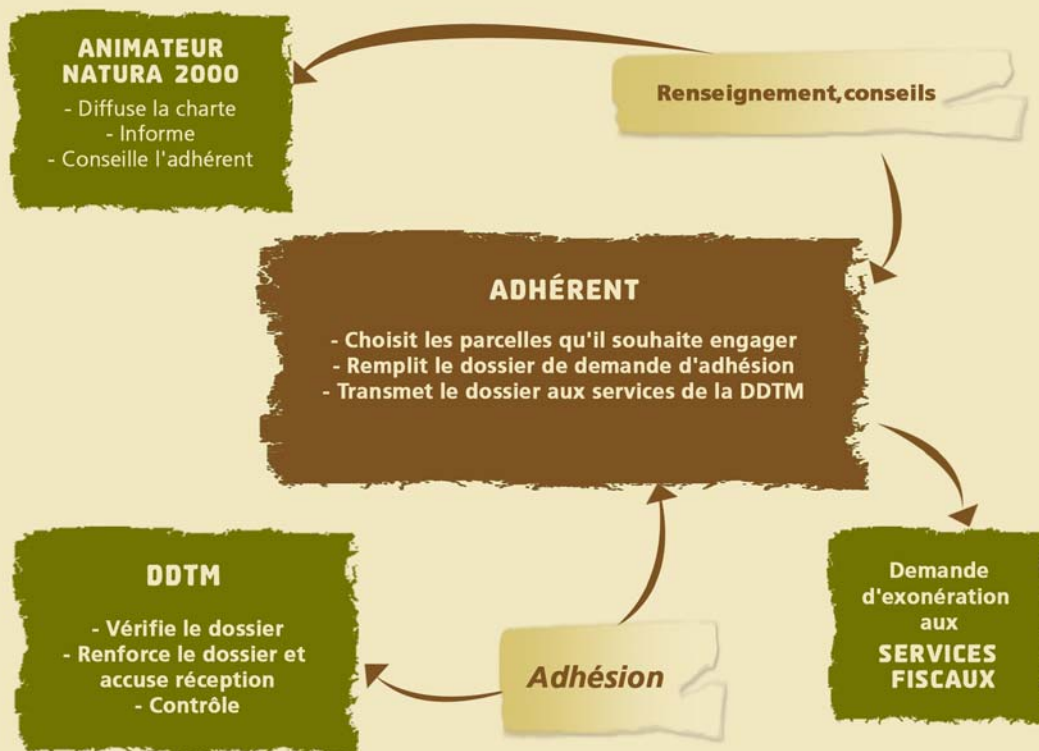 ANIMATEUR
NATURA 2000
- Diffuse la charte
- Informe
- Conseille l'adhérent
Renseignement,conseils
ADHÉRENT
- Choisit les parcelles qu'il souhaite engager
- Remplit le dossier de demande d'adhésion
- Transmet le dossier aux services de la DDTM
DDTM
- Vérifie le dossier
- Renforce le dossier et
accuse réception
- Contrôle
Adhésion
Demande
d'exonération
aux
SERVICES
FISCAUX